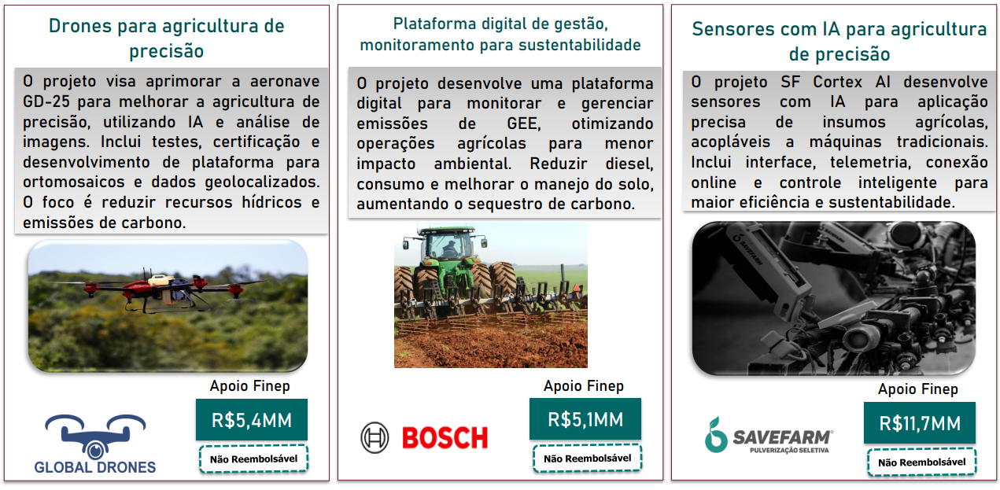 Drones para agricultura de
precisão
O projeto visa aprimorar a aeronave
GD-25 para melhorar a agricultura de
precisão, utilizando IA e análise de
imagens. Inclui testes, certificação e
desenvolvimento de plataforma para
ortomosaicos e dados geolocalizados.
O foco é reduzir recursos hídricos e
emissões de carbono.
Apoio Finep
R$5,4MM
Não Reembolsável
GLOBAL DRONES
Plataforma digital de gestão,
monitoramento para sustentabilidade
O projeto desenvolve uma plataforma
digital para monitorar e gerenciar
emissões de GEE, otimizando
operações agrícolas para menor
impacto ambiental. Reduzir diesel,
consumo e melhorar o manejo do solo,
aumentando o sequestro de carbono.
Apoio Finep
R$5,1MM
BOSCH
Não Reembolsável
Sensores com IA para agricultura
de precisão
O projeto SF Cortex AI desenvolve
sensores com IA para aplicação
precisa de insumos agrícolas,
acopláveis a máquinas tradicionais.
Inclui interface, telemetria, conexão
online e controle inteligente para
maior eficiência e sustentabilidade.
SAVEFARM
Apoio Finep
R$11,7MM
SAVEFARM
PULVERIZAÇÃO SELETIVA
Não Reembolsável